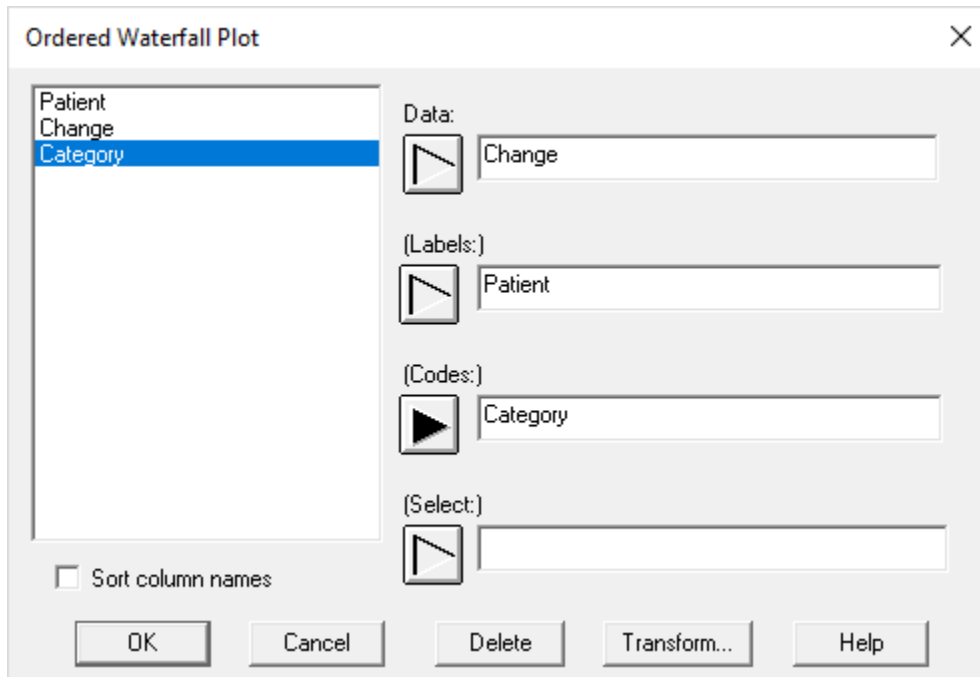 Ordered Waterfall Plot
Patient
Change
Category
Data:
Change
(Labels:)
Patient
(Codes:)
Category
(Select:)
Sort column names
OK
Cancel
Delete
Transform...
Help